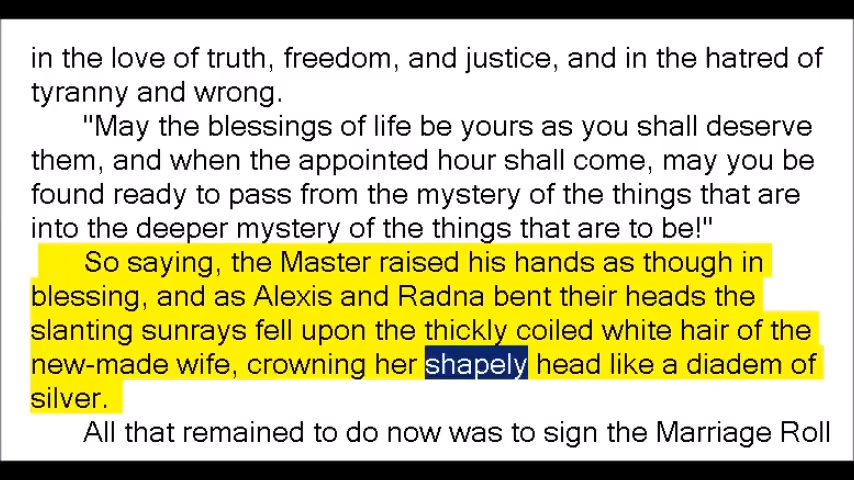 in the love of truth, freedom, and justice, and in the hatred of
tyranny and wrong.
"May the blessings of life be yours as you shall deserve
them, and when the appointed hour shall come, may you be
found ready to pass from the mystery of the things that are
into the deeper mystery of the things that are to be!"
So saying, the Master raised his hands as though in
blessing, and as Alexis and Radna bent their heads the
slanting sunrays fell upon the thickly coiled white hair of the
new-made wife, crowning her shapely head like a diadem of
silver.
All that remained to do now was to sign the Marriage Roll